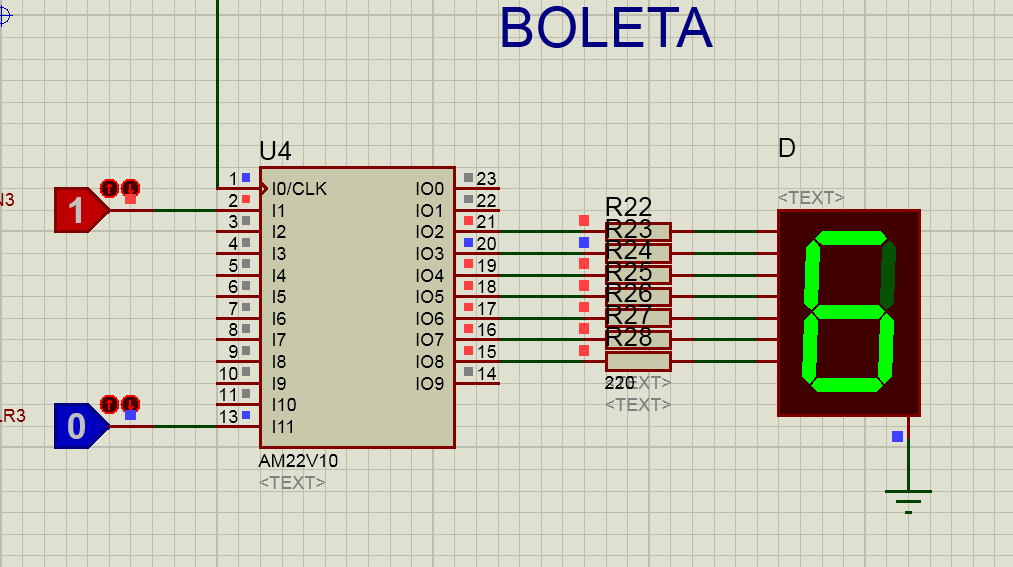 BOLETA
U4
D
<TEXT>
N3
1
LR3
0
1 I0/CLK IO0 23
2 I1 IO1 22
3 I2 IO2 21
4 I3 IO3 20
5 I4 IO4 19
6 I5 IO5 18
7 I6 IO6 17
8 I7 IO7 16
9 I8 IO8 15
10 I9 IO9 14
11 I10
13 I11
AM22V10
<TEXT>
R22
R23
R24
R25
R26
R27
R28
220
<TEXT>
<TEXT>
6